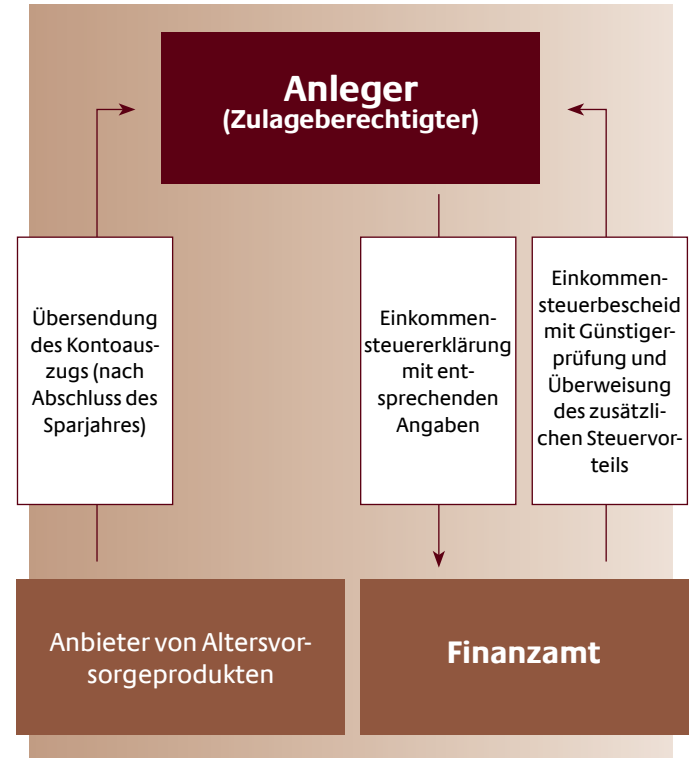 Anleger
(Zulageberechtigter)
Übersendung
des Kontoaus-
zugs (nach
Abschluss des
Sparjahres)
Einkommen-
steuererklärung
mit ent-
sprechenden
Angaben
Einkommen-
steuerbescheid
mit Günstiger-
prüfung und
Überweisung
des zusätzli-
chen Steuervor-
teils
Anbieter von Altersvor-
sorgeprodukten
Finanzamt